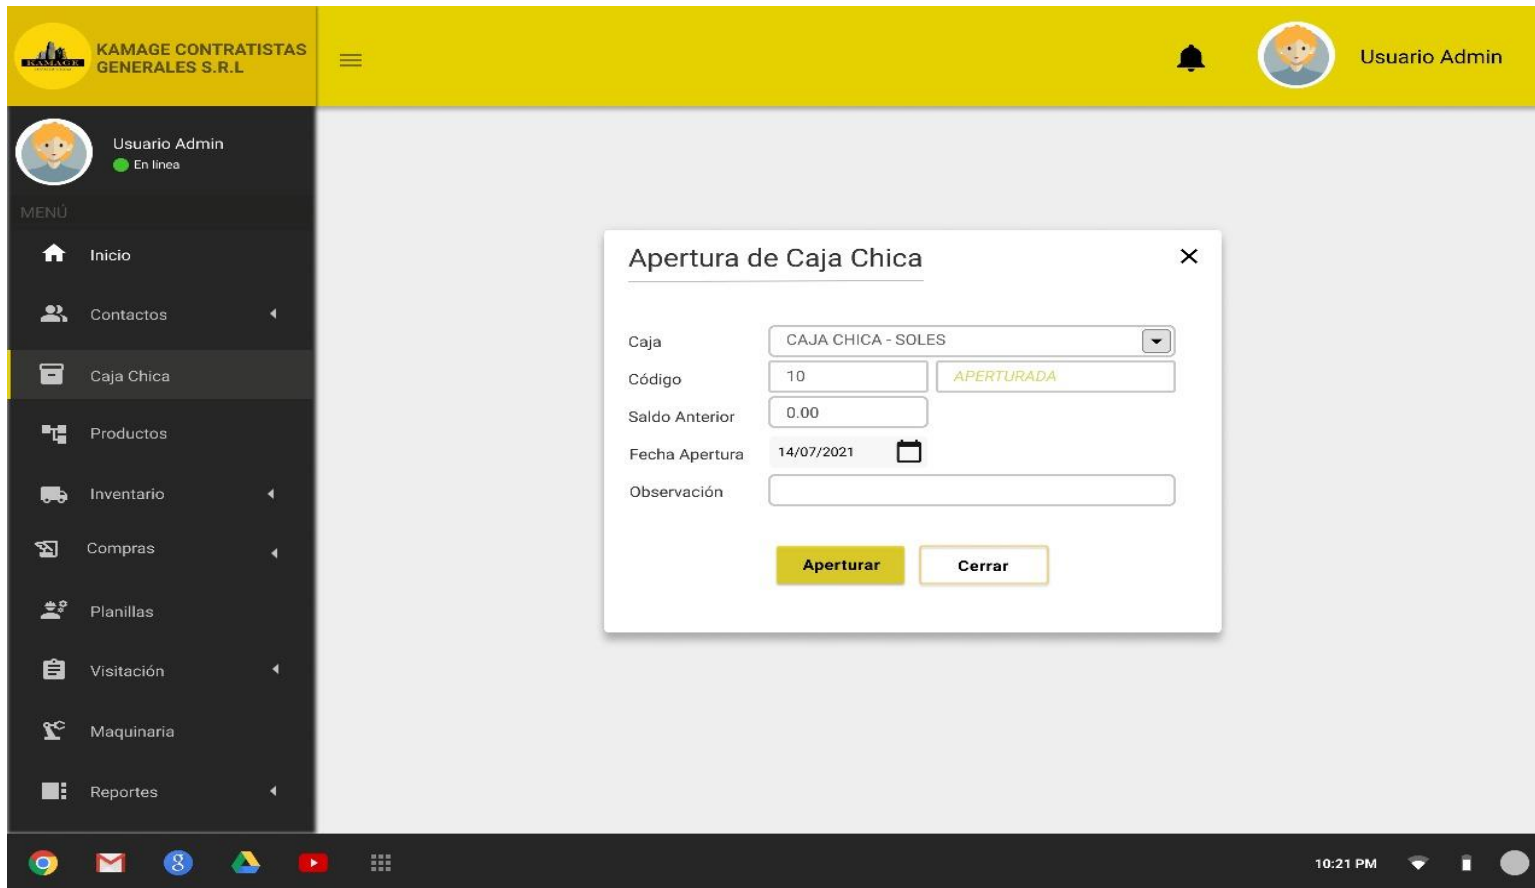 KAMAGE
KAMAGE CONTRATISTAS
GENERALES S.R.L
Usuario Admin
Usuario Admin
En línea
MENÚ
Inicio
Contactos
Caja Chica
Productos
Inventario
Compras
Planillas
Visitación
Maquinaria
Reportes
Apertura de Caja Chica
Caja
CAJA CHICA - SOLES
Código
10
APERTURADA
Saldo Anterior
0.00
Fecha Apertura
14/07/2021
Observación
Aperturar
Cerrar
10:21 PM